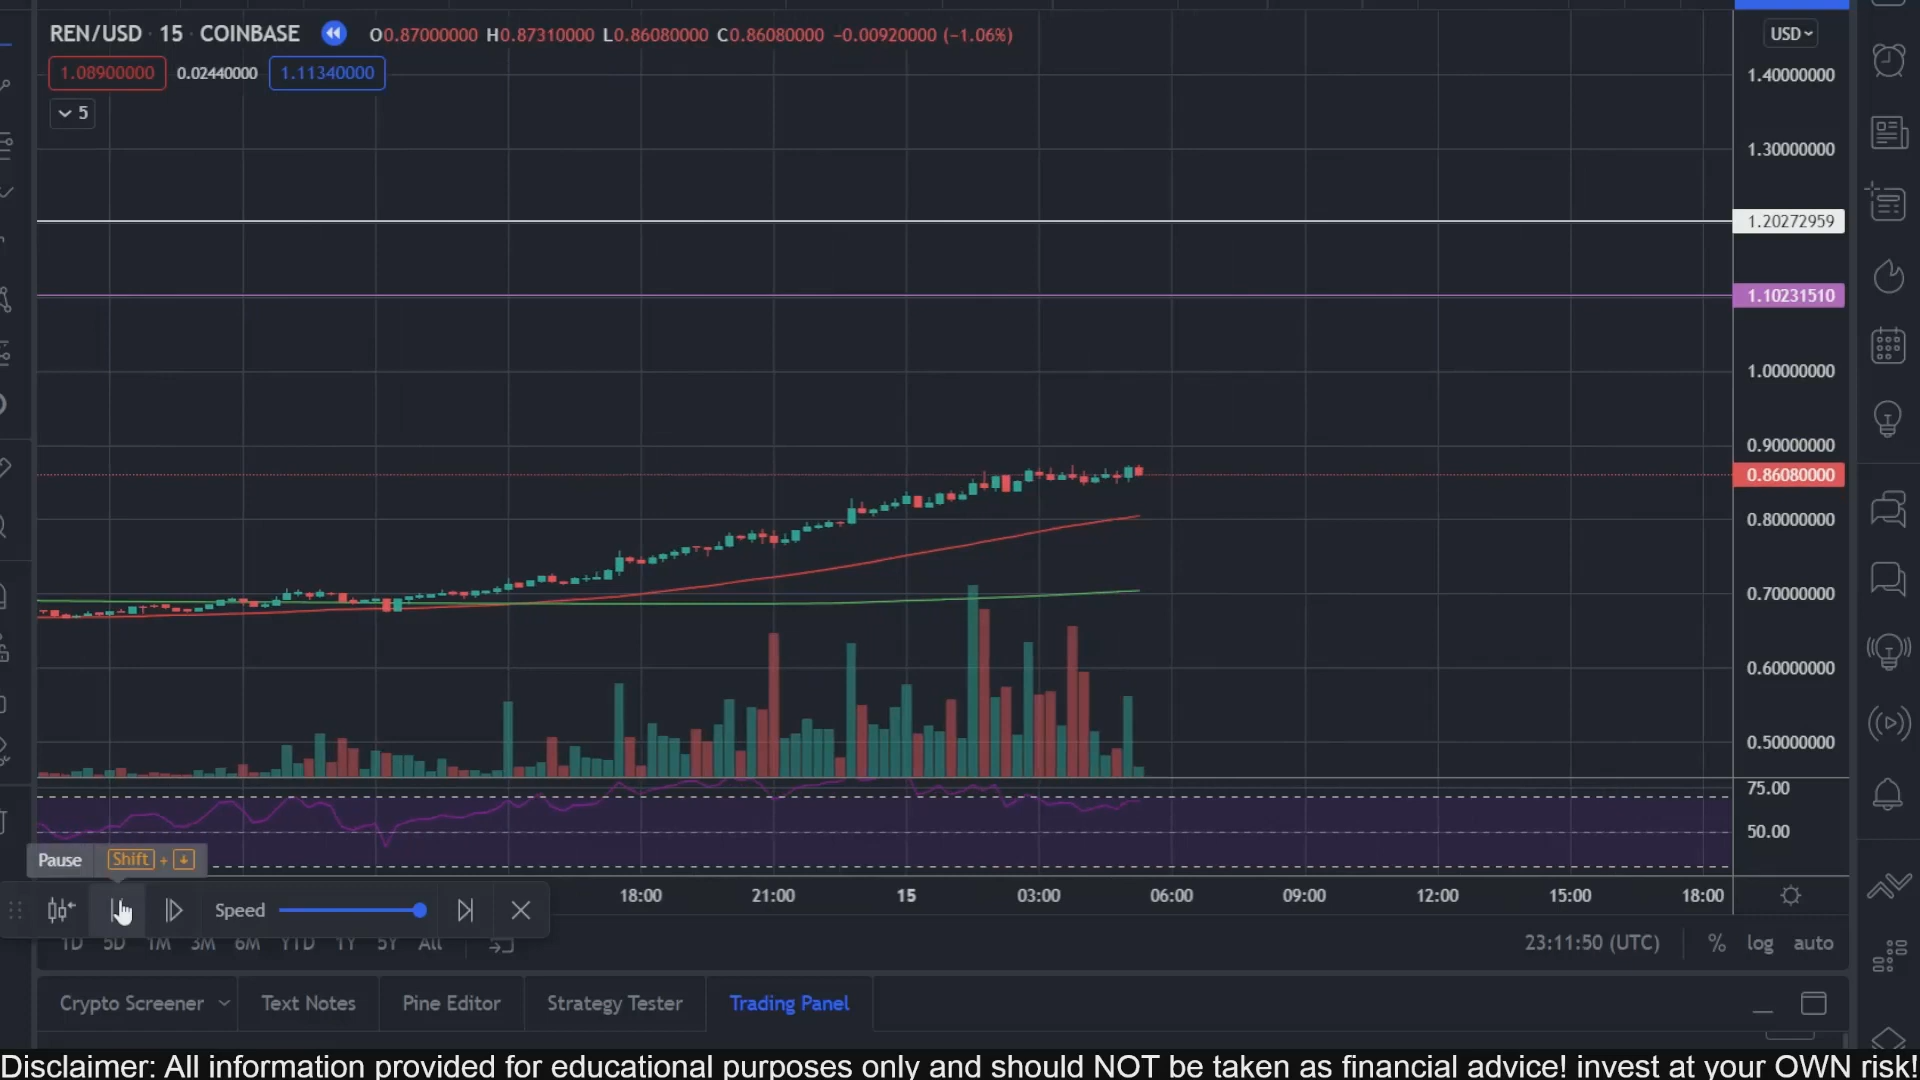 REN/USD · 15 · COINBASE O0.87000000 H0.87310000 L0.86080000 C0.86080000 −0.00920000 (−1.06%)
USD
1.08900000 0.02440000 1.11340000
5
1.40000000
1.30000000
1.20272959
1.10231510
1.00000000
0.90000000
0.86080000
0.80000000
0.70000000
0.60000000
0.50000000
75.00
50.00
Pause Shift + ↓
18:00 21:00 15 03:00 06:00 09:00 12:00 15:00 18:00
Speed
1D 5D 1M 3M 6M YTD 1Y 5Y All
23:11:50 (UTC) % log auto
Crypto Screener Text Notes Pine Editor Strategy Tester Trading Panel
Disclaimer: All information provided for educational purposes only and should NOT be taken as financial advice! invest at your OWN risk!